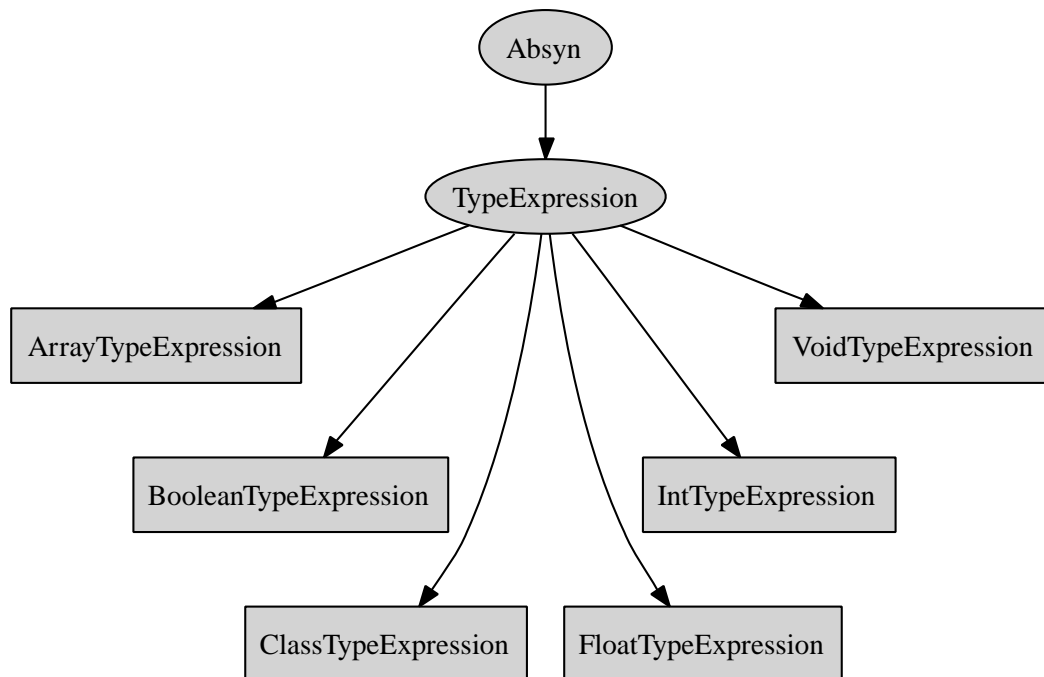 Absyn
TypeExpression
ArrayTypeExpression
VoidTypeExpression
BooleanTypeExpression
IntTypeExpression
ClassTypeExpression
FloatTypeExpression